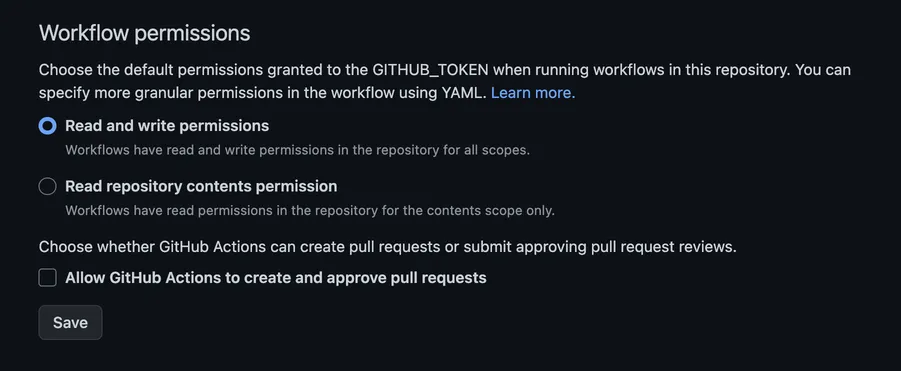 Workflow permissions
Choose the default permissions granted to the GITHUB_TOKEN when running workflows in this repository. You can
specify more granular permissions in the workflow using YAML. Learn more.
Read and write permissions
Workflows have read and write permissions in the repository for all scopes.
Read repository contents permission
Workflows have read permissions in the repository for the contents scope only.
Choose whether GitHub Actions can create pull requests or submit approving pull request reviews.
Allow GitHub Actions to create and approve pull requests
Save